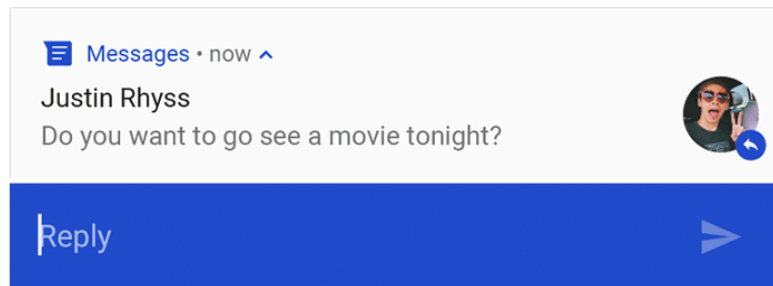 Messages • now
Justin Rhyss
Do you want to go see a movie tonight?
Reply